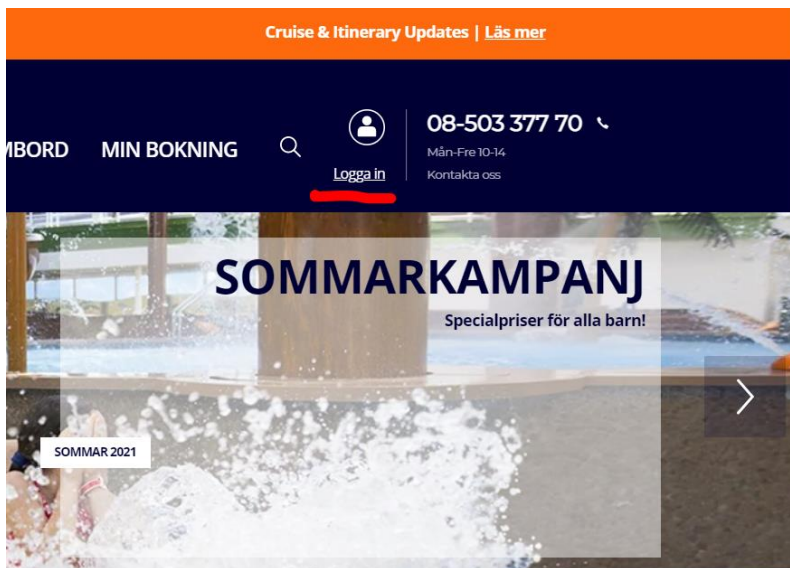 Cruise & Itinerary Updates | Läs mer
MIN BOKNING
Logga in
08-503 377 70
Mån-Fre 10-14
Kontakta oss
SOMMARKAMPANJ
Specialpriser för alla barn!
SOMMAR 2021